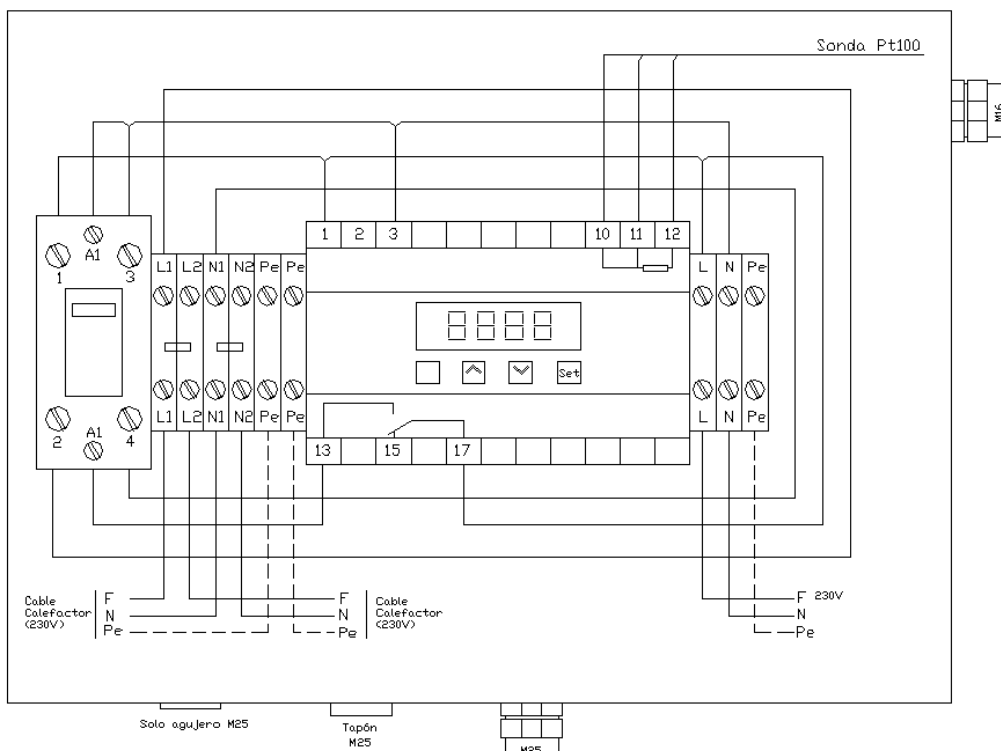 Sonda Pt100
M16
1 2 3 10 11 12
A1
1 3
L1 L2 N1 N2 Pe Pe
L N Pe
Set
L1 L2 N1 N2 Pe Pe
L N Pe
2 A1 4
13 15 17
Cable
Calefactor
(230V)
F
N
Pe
F
N
Pe
Cable
Calefactor
(230V)
F 230V
N
Pe
Solo agujero M25
Tapón
M25
M25